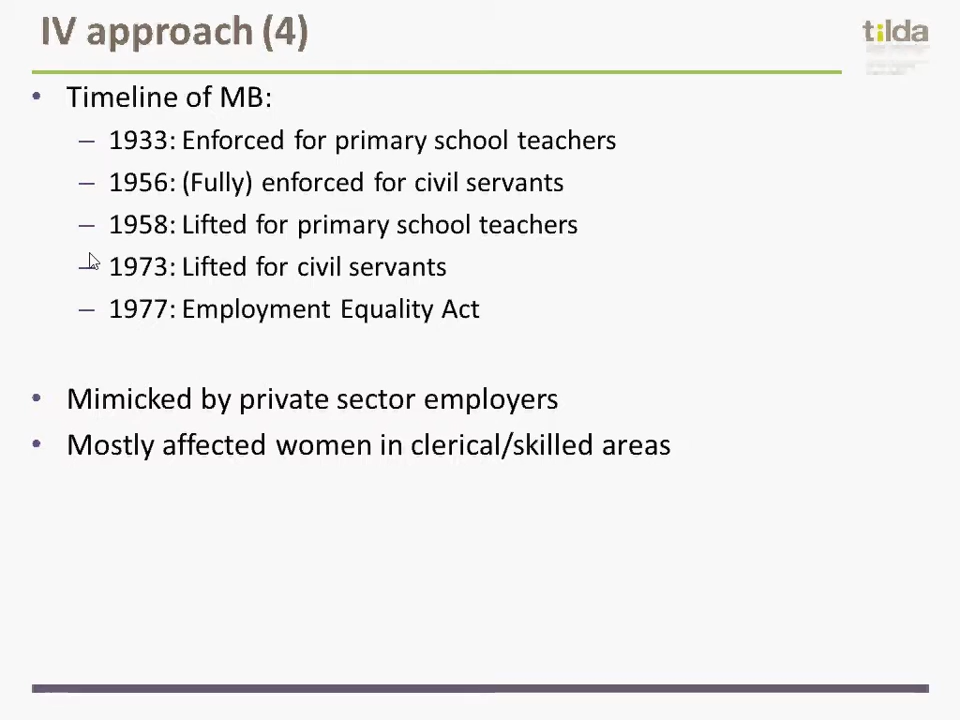 IV approach (4)
tilda
• Timeline of MB:
– 1933: Enforced for primary school teachers
– 1956: (Fully) enforced for civil servants
– 1958: Lifted for primary school teachers
– 1973: Lifted for civil servants
– 1977: Employment Equality Act
• Mimicked by private sector employers
• Mostly affected women in clerical/skilled areas